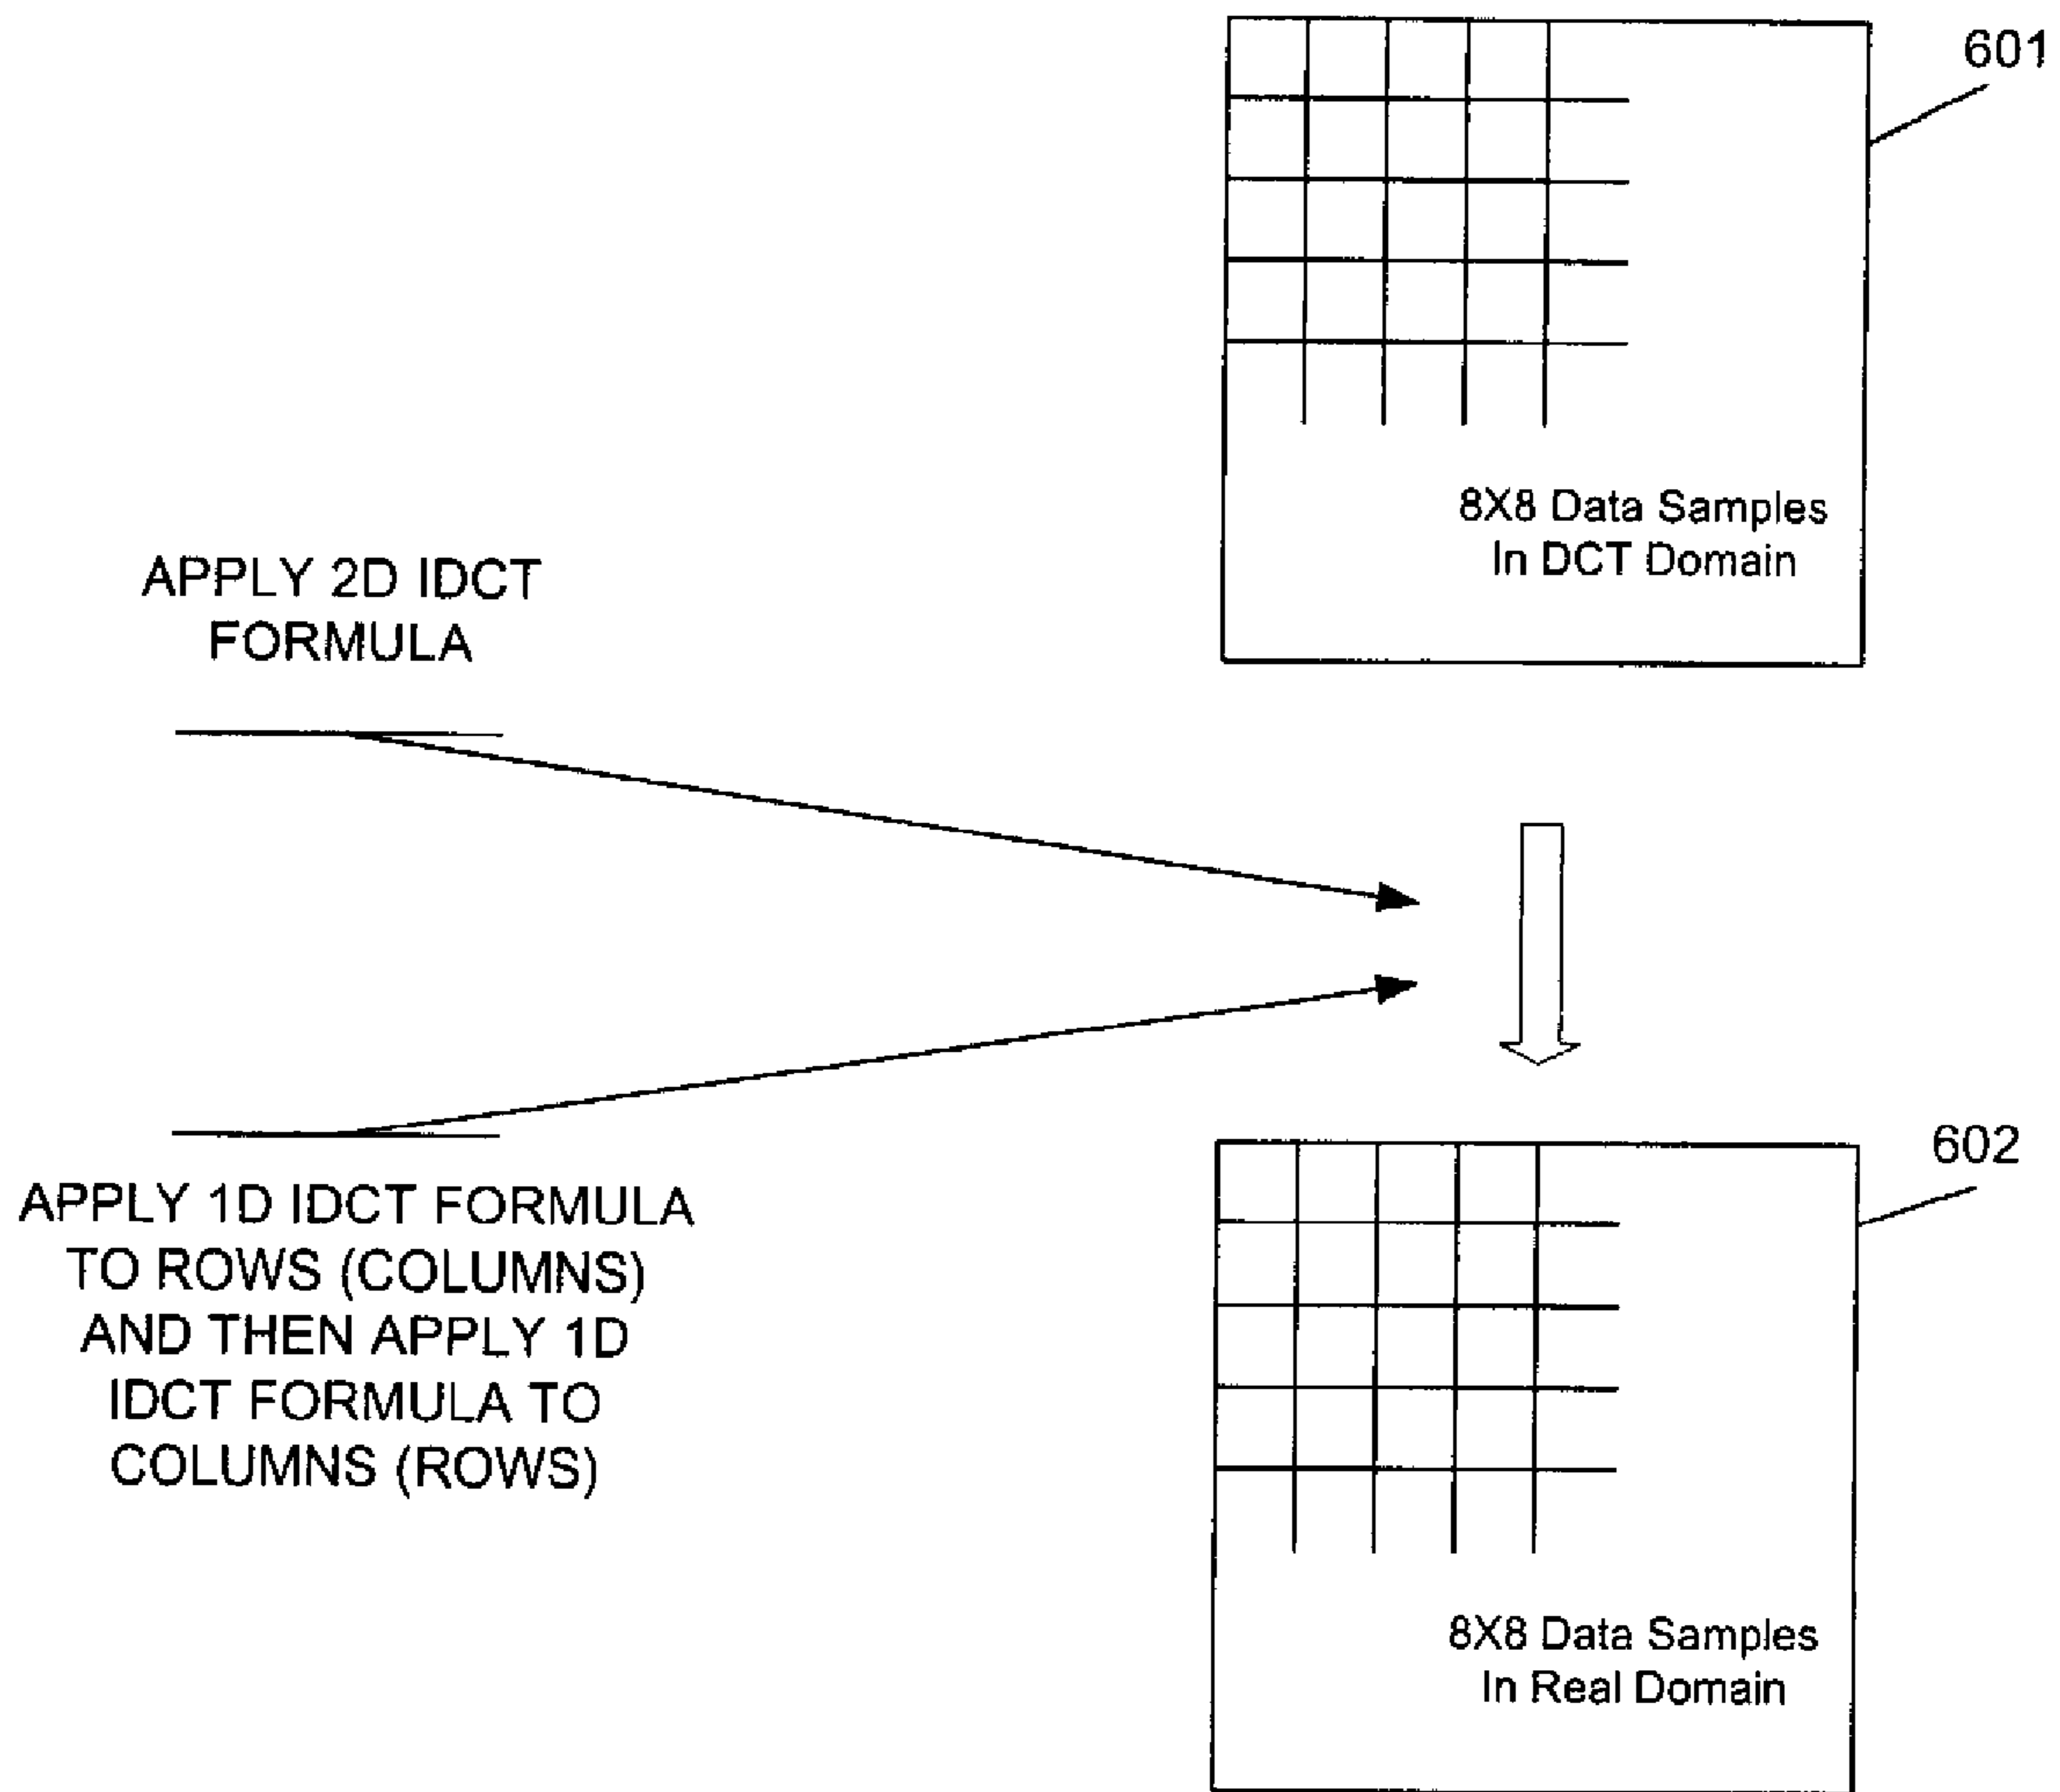 601
8X8 Data Samples
In DCT Domain
APPLY 2D IDCT
FORMULA
602
APPLY 1D IDCT FORMULA
TO ROWS (COLUMNS)
AND THEN APPLY 1D
IDCT FORMULA TO
COLUMNS (ROWS)
8X8 Data Samples
In Real Domain